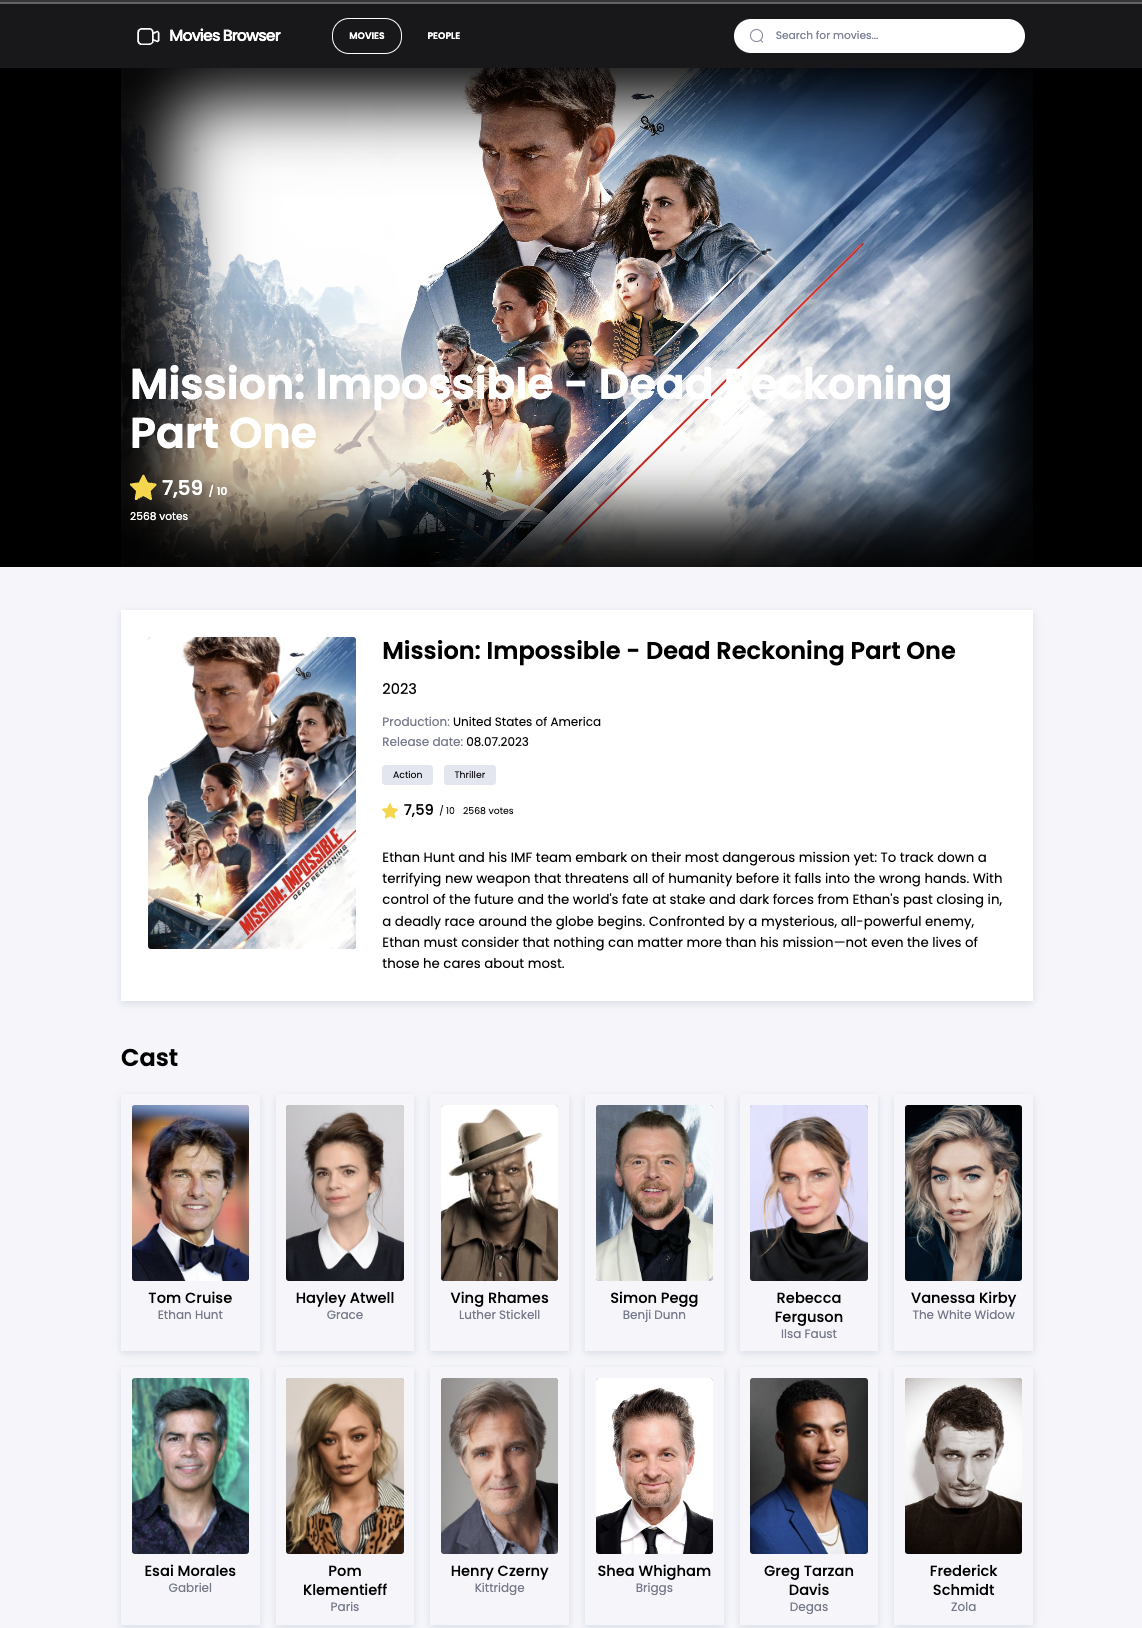 Movies Browser
MOVIES
PEOPLE
Search for movies...
Mission: Impossible - Dead Reckoning
Part One
7,59 / 10
2568 votes
Mission: Impossible - Dead Reckoning Part One
2023
Production: United States of America
Release date: 08.07.2023
Action Thriller
7,59 / 10 2568 votes
MISSION: IMPOSSIBLE
DEAD RECKONING
PART ONE
Ethan Hunt and his IMF team embark on their most dangerous mission yet: To track down a
terrifying new weapon that threatens all of humanity before it falls into the wrong hands. With
control of the future and the world's fate at stake and dark forces from Ethan's past closing in,
a deadly race around the globe begins. Confronted by a mysterious, all-powerful enemy,
Ethan must consider that nothing can matter more than his mission—not even the lives of
those he cares about most.
Cast
Tom Cruise
Ethan Hunt
Hayley Atwell
Grace
Ving Rhames
Luther Stickell
Simon Pegg
Benji Dunn
Rebecca
Ferguson
Ilsa Faust
Vanessa Kirby
The White Widow
Esai Morales
Gabriel
Pom
Klementieff
Paris
Henry Czerny
Kittridge
Shea Whigham
Briggs
Greg Tarzan
Davis
Degas
Frederick
Schmidt
Zola